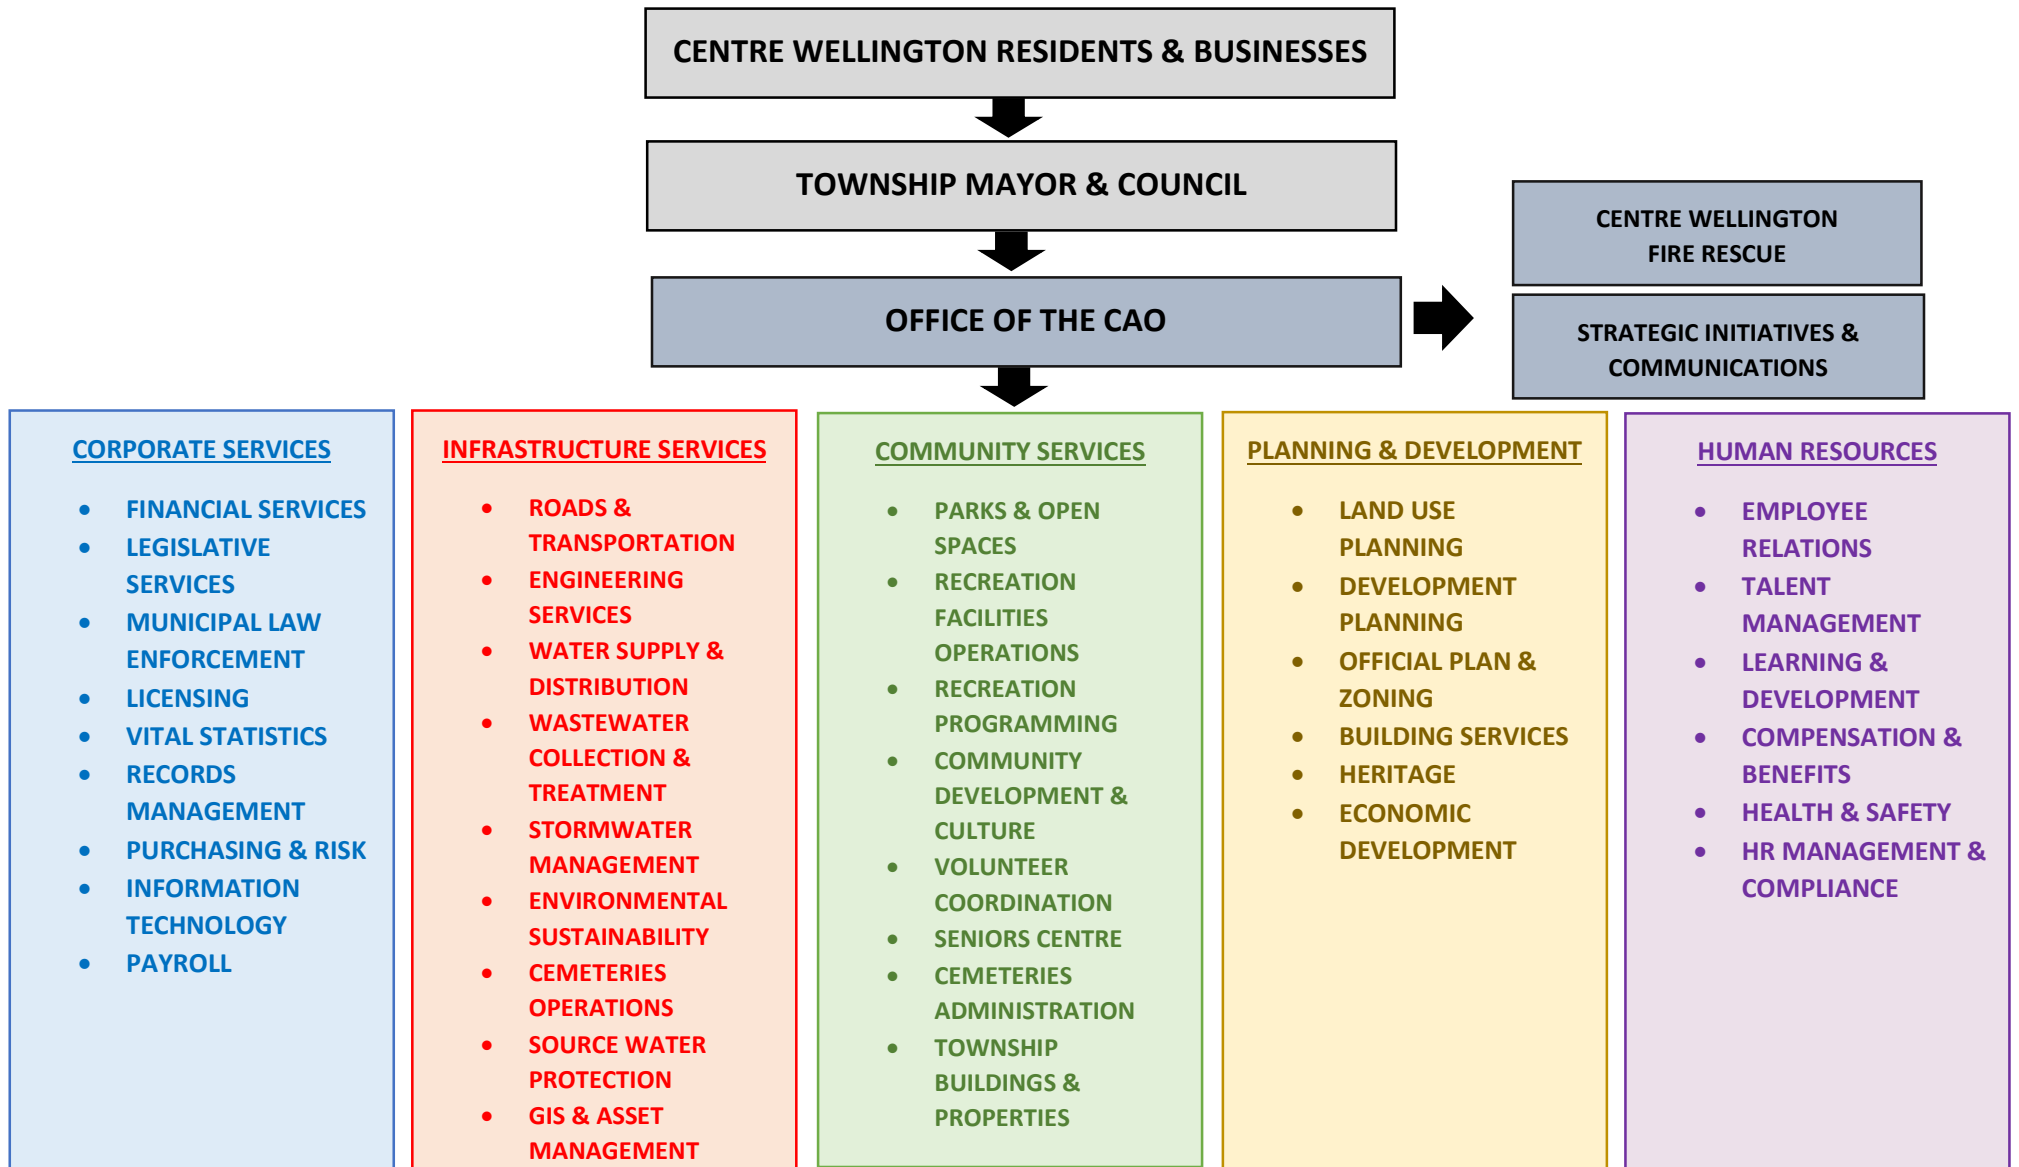 CENTRE WELLINGTON RESIDENTS & BUSINESSES
TOWNSHIP MAYOR & COUNCIL
OFFICE OF THE CAO
CENTRE WELLINGTON
FIRE RESCUE
STRATEGIC INITIATIVES &
COMMUNICATIONS
CORPORATE SERVICES
• FINANCIAL SERVICES
• LEGISLATIVE
SERVICES
• MUNICIPAL LAW
ENFORCEMENT
• LICENSING
• VITAL STATISTICS
• RECORDS
MANAGEMENT
• PURCHASING & RISK
• INFORMATION
TECHNOLOGY
• PAYROLL
INFRASTRUCTURE SERVICES
• ROADS &
TRANSPORTATION
• ENGINEERING
SERVICES
• WATER SUPPLY &
DISTRIBUTION
• WASTEWATER
COLLECTION &
TREATMENT
• STORMWATER
MANAGEMENT
• ENVIRONMENTAL
SUSTAINABILITY
• CEMETERIES
OPERATIONS
• SOURCE WATER
PROTECTION
• GIS & ASSET
MANAGEMENT
COMMUNITY SERVICES
• PARKS & OPEN
SPACES
• RECREATION
FACILITIES
OPERATIONS
• RECREATION
PROGRAMMING
• COMMUNITY
DEVELOPMENT &
CULTURE
• VOLUNTEER
COORDINATION
• SENIORS CENTRE
• CEMETERIES
ADMINISTRATION
• TOWNSHIP
BUILDINGS &
PROPERTIES
PLANNING & DEVELOPMENT
• LAND USE
PLANNING
• DEVELOPMENT
PLANNING
• OFFICIAL PLAN &
ZONING
• BUILDING SERVICES
• HERITAGE
• ECONOMIC
DEVELOPMENT
HUMAN RESOURCES
• EMPLOYEE
RELATIONS
• TALENT
MANAGEMENT
• LEARNING &
DEVELOPMENT
• COMPENSATION &
BENEFITS
• HEALTH & SAFETY
• HR MANAGEMENT &
COMPLIANCE